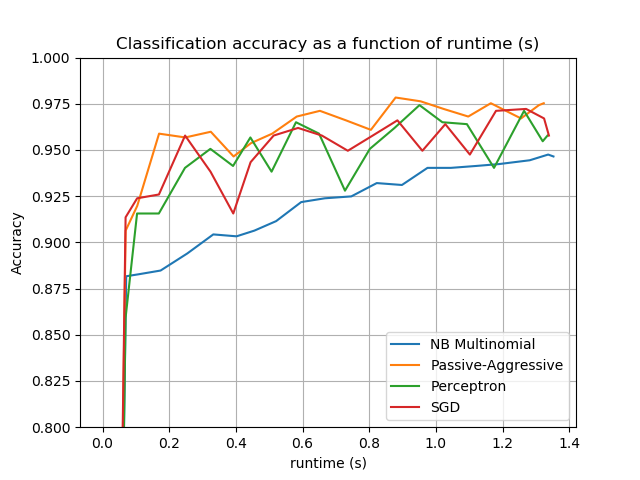 Classification accuracy as a function of runtime (s)
1.000
0.975
0.950
0.925
0.900
0.875
0.850
0.825
0.800
Accuracy
NB Multinomial
Passive-Aggressive
Perceptron
SGD
0.0 0.2 0.4 0.6 0.8 1.0 1.2 1.4
runtime (s)